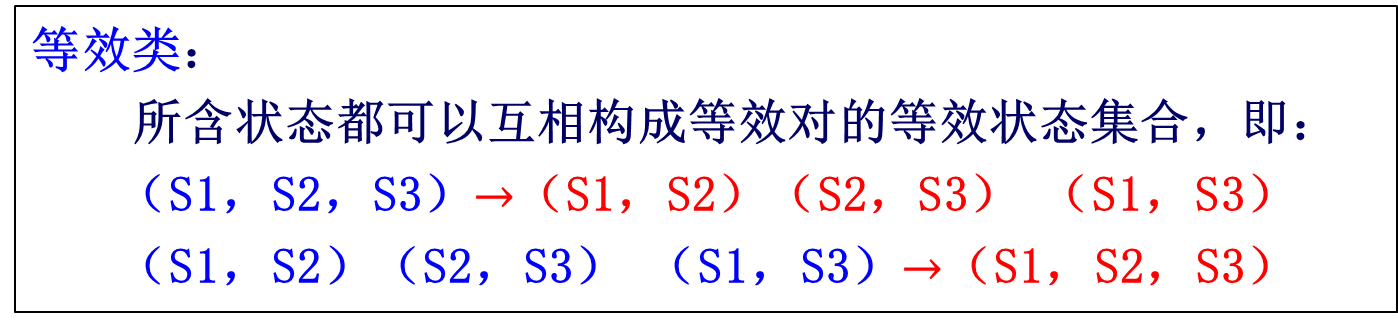 等效类：
所含状态都可以互相构成等效对的等效状态集合，即：
（S1，S2，S3）→（S1，S2）（S2，S3） （S1，S3）
（S1，S2）（S2，S3） （S1，S3）→（S1，S2，S3）